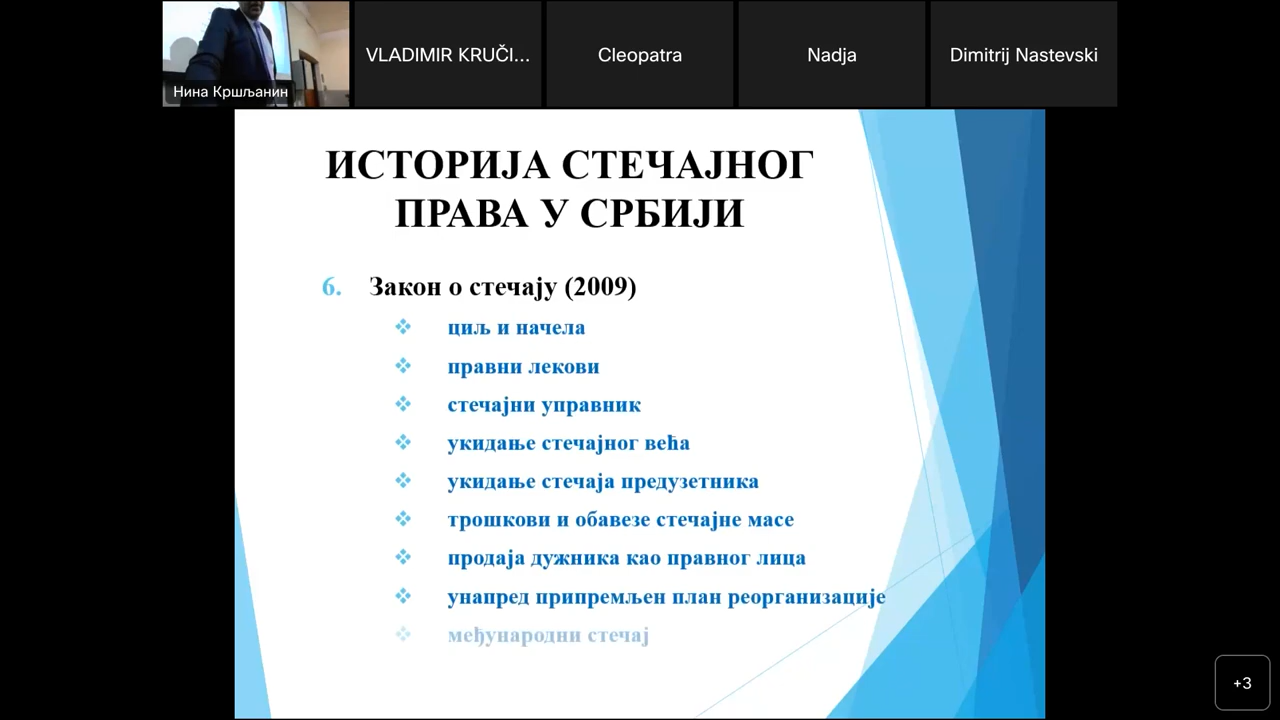 Нина Кршљанин
VLADIMIR KRUČI...
Cleopatra
Nadja
Dimitrij Nastevski
ИСТОРИЈА СТЕЧАЈНОГ
ПРАВА У СРБИЈИ
6. Закон о стечају (2009)
❖ циљ и начела
❖ правни лекови
❖ стечајни управник
❖ укидање стечајног већа
❖ укидање стечаја предузетника
❖ трошкови и обавезе стечајне масе
❖ продаја дужника као правног лица
❖ унапред припремљен план реорганизације
❖ међународни стечај
+3